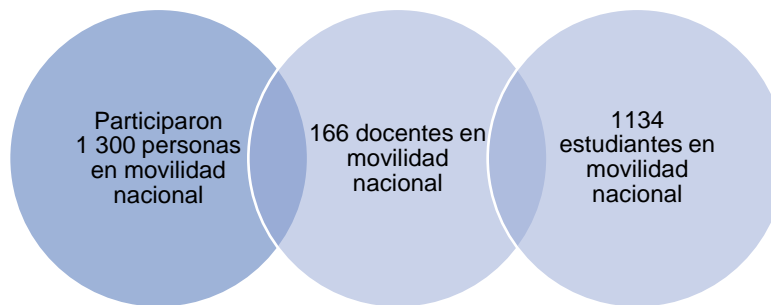 Participaron
1 300 personas
en movilidad
nacional
166 docentes en
movilidad
nacional
1134
estudiantes en
movilidad
nacional